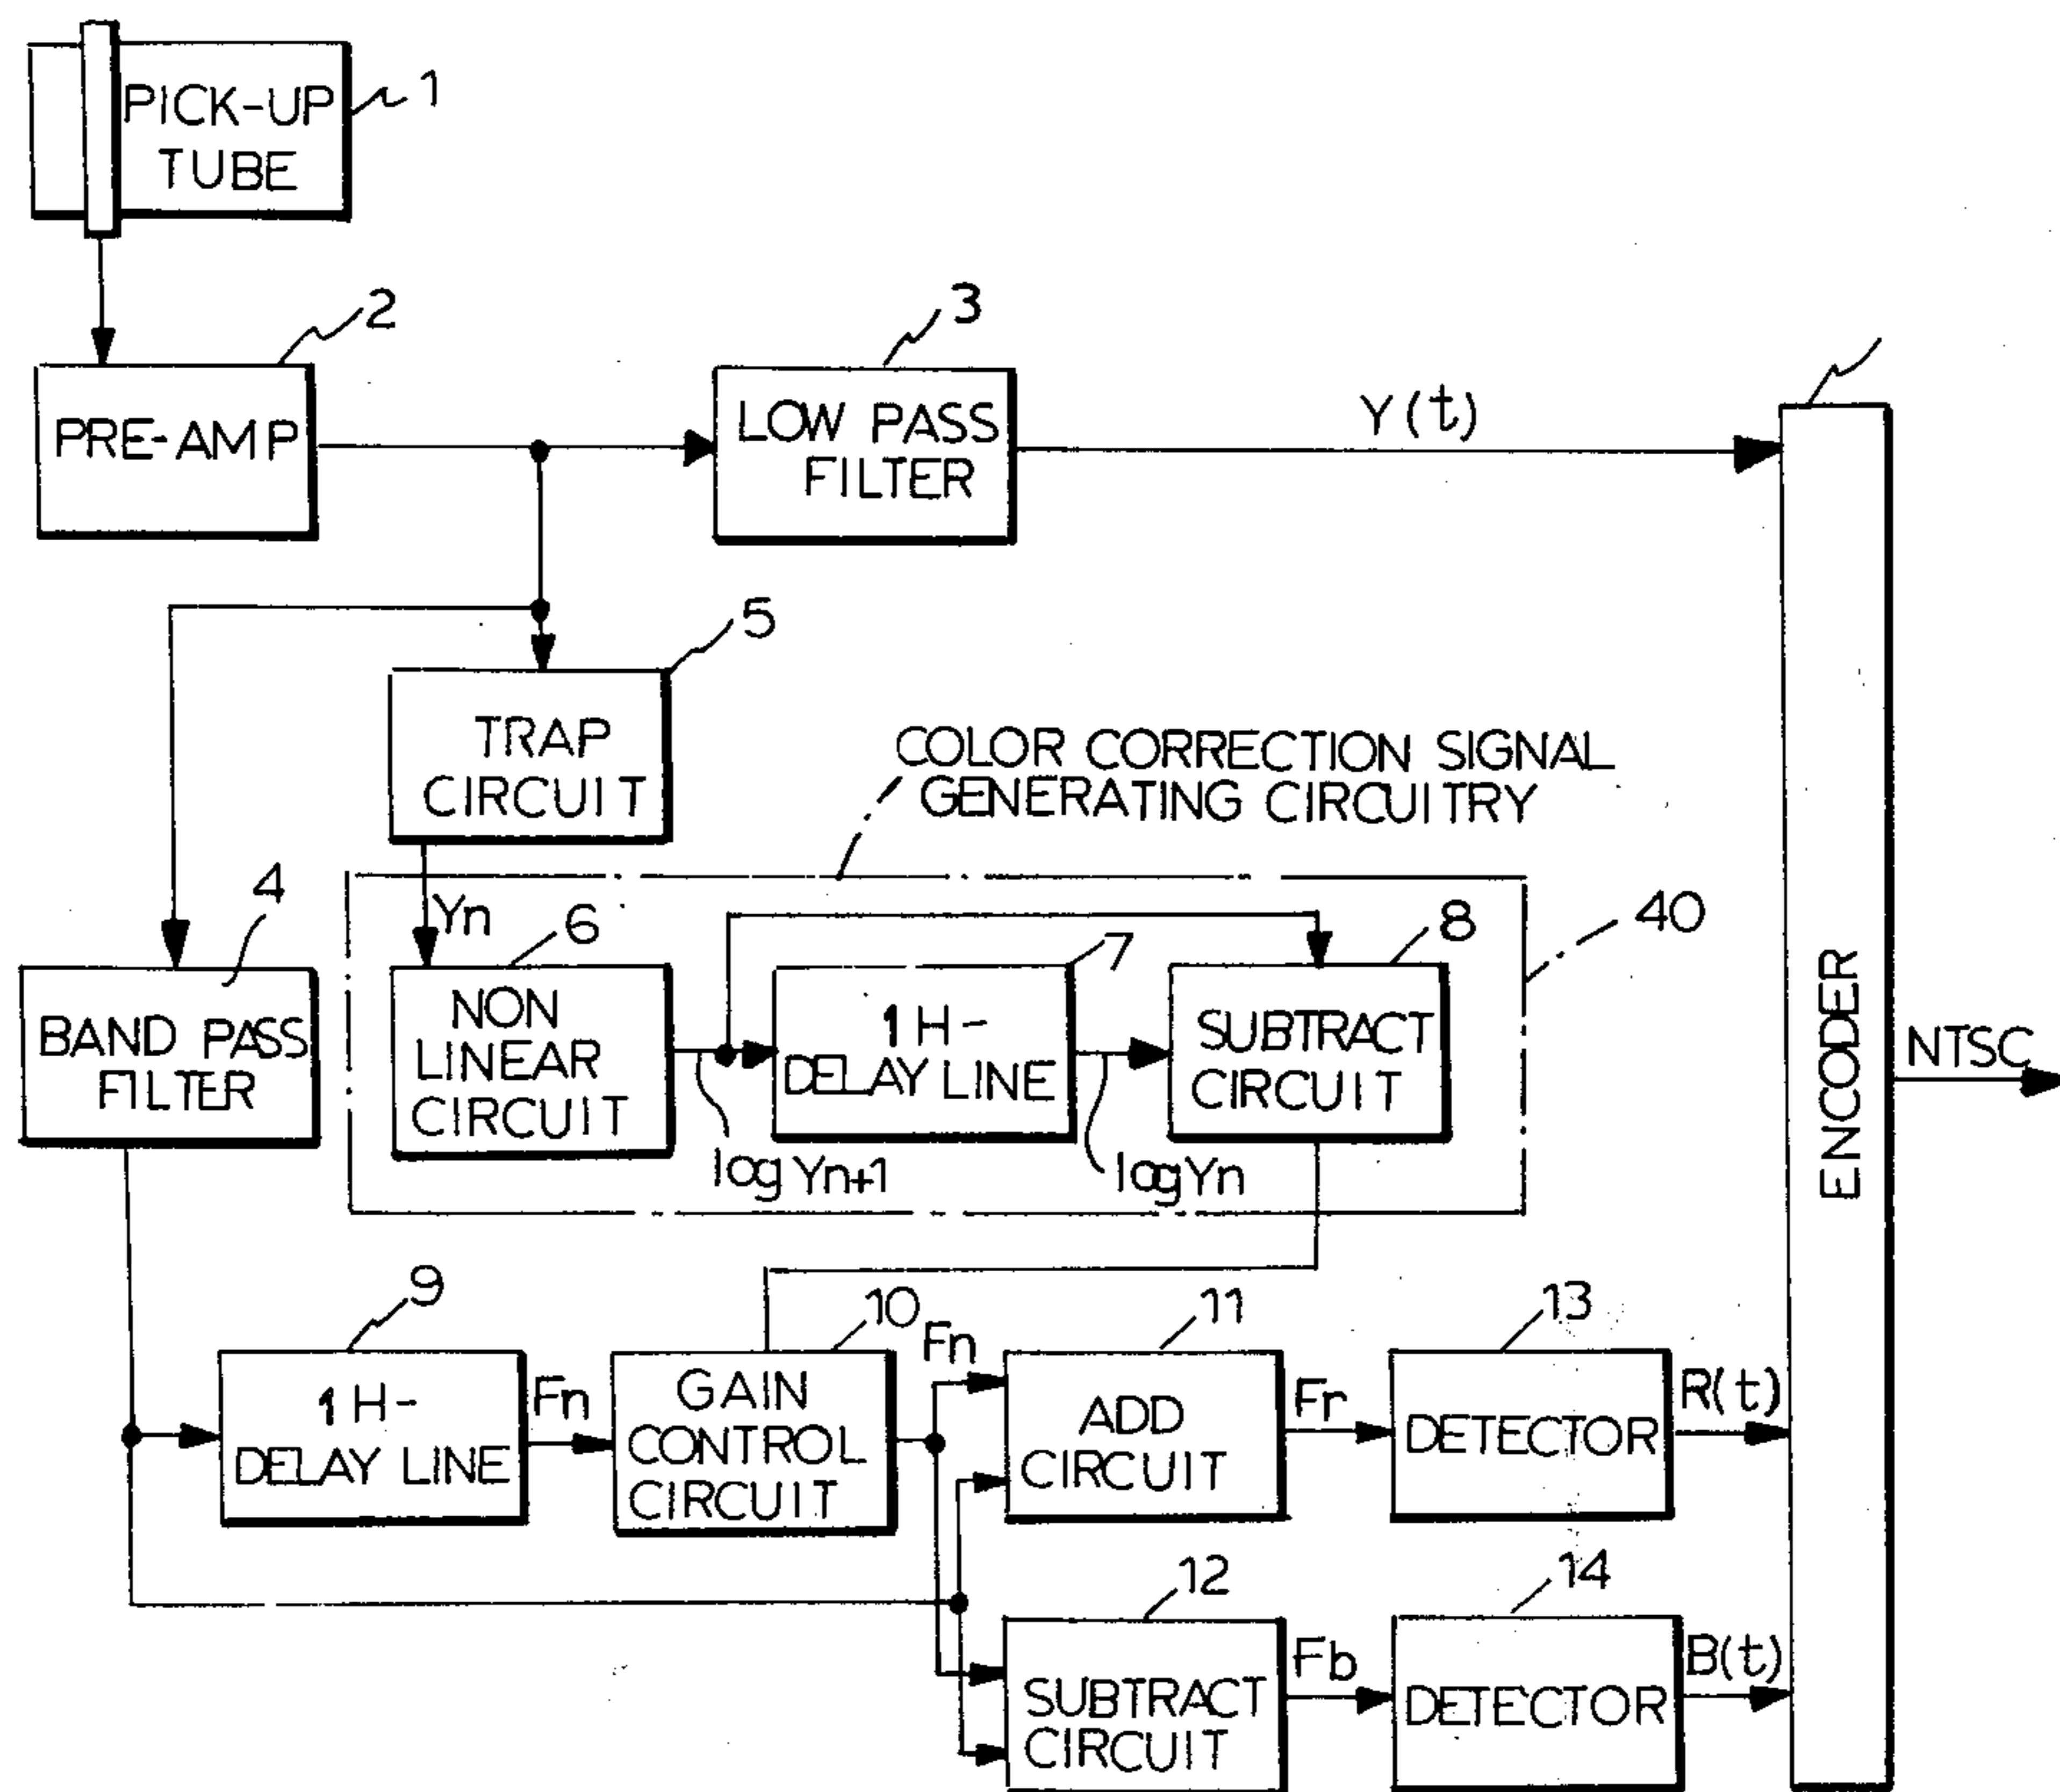 PICK-UP
TUBE
1
2
PRE-AMP
3
LOW PASS
FILTER
Y(t)
5
TRAP
CIRCUIT
COLOR CORRECTION SIGNAL
GENERATING CIRCUITRY
4
BAND PASS
FILTER
Yn
6
NON
LINEAR
CIRCUIT
log Yn+1
7
1H-
DELAY LINE
log Yn
8
SUBTRACT
CIRCUIT
40
ENCODER
NTSC
9
1H-
DELAY LINE
Fn
10
GAIN
CONTROL
CIRCUIT
Fn
11
ADD
CIRCUIT
Fr
13
DETECTOR
R(t)
12
SUBTRACT
CIRCUIT
Fb
14
DETECTOR
B(t)